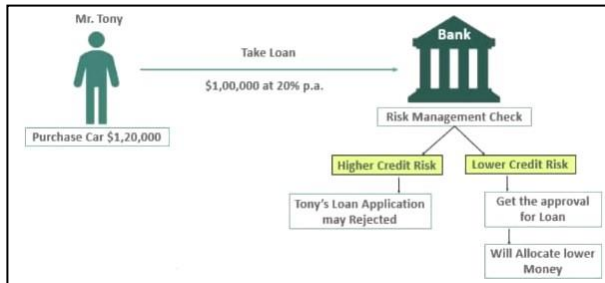 Mr. Tony
Bank
Take Loan
$1,00,000 at 20% p.a.
Purchase Car $1,20,000
Risk Management Check
Higher Credit Risk
Lower Credit Risk
Tony's Loan Application
may Rejected
Get the approval
for Loan
Will Allocate lower
Money